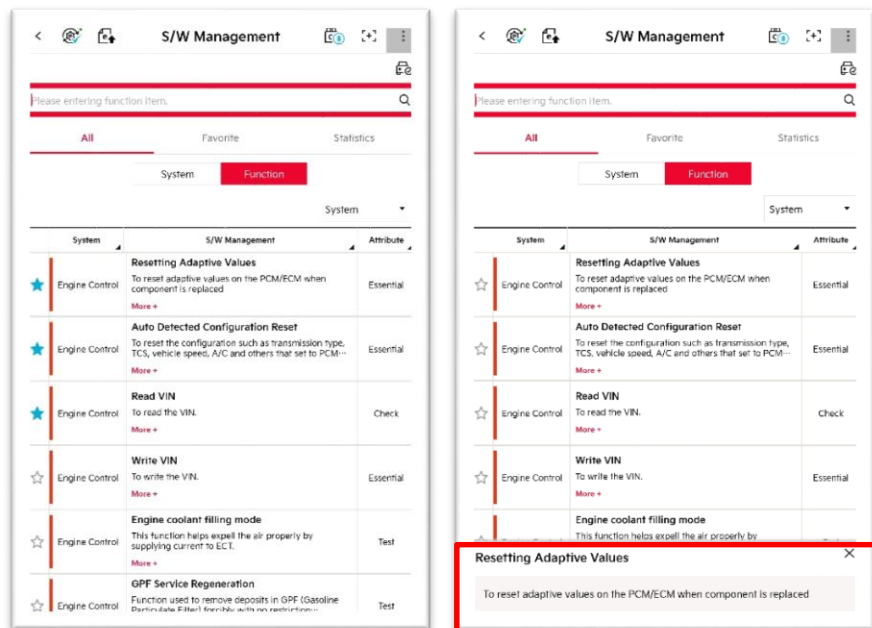 S/W Management
Please entering function item.
All Favorite Statistics
System Function
System
System S/W Management Attribute
Resetting Adaptive Values
Engine Control To reset adaptive values on the PCM/ECM when Essential
component is replaced
More +
Auto Detected Configuration Reset
Engine Control To reset the configuration such as transmission type, Essential
TCS, vehicle speed, A/C and others that set to PCM···
More +
Read VIN
Engine Control To read the VIN. Check
More +
Write VIN
Engine Control To write the VIN. Essential
More +
Engine coolant filling mode
Engine Control This function helps expell the air properly by Test
supplying current to ECT.
More +
GPF Service Regeneration
Engine Control Function used to remove deposits in GPF (Gasoline Test
Particulate Filter) forcibly with no restriction···
S/W Management
Please entering function item.
All Favorite Statistics
System Function
System
System S/W Management Attribute
Resetting Adaptive Values
Engine Control To reset adaptive values on the PCM/ECM when Essential
component is replaced
More +
Auto Detected Configuration Reset
Engine Control To reset the configuration such as transmission type, Essential
TCS, vehicle speed, A/C and others that set to PCM···
More +
Read VIN
Engine Control To read the VIN. Check
More +
Write VIN
Engine Control To write the VIN. Essential
More +
Engine coolant filling mode
This function helps expell the air properly by
Resetting Adaptive Values
To reset adaptive values on the PCM/ECM when component is replaced